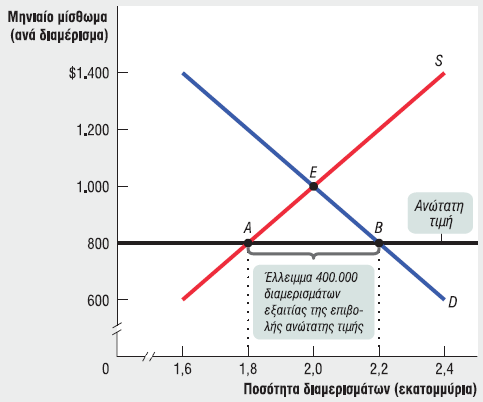 Μηνιαίο μίσθωμα
(ανά διαμέρισμα)
$1,400
1,200
1,000
800
600
0
S
E
A
B
D
Ανώτατη
τιμή
Έλλειμμα 400.000
διαμερισμάτων
εξαιτίας της επιβο-
λής ανώτατης τιμής
1,6
1,8
2,0
2,2
2,4
Ποσότητα διαμερισμάτων (εκατομμύρια)